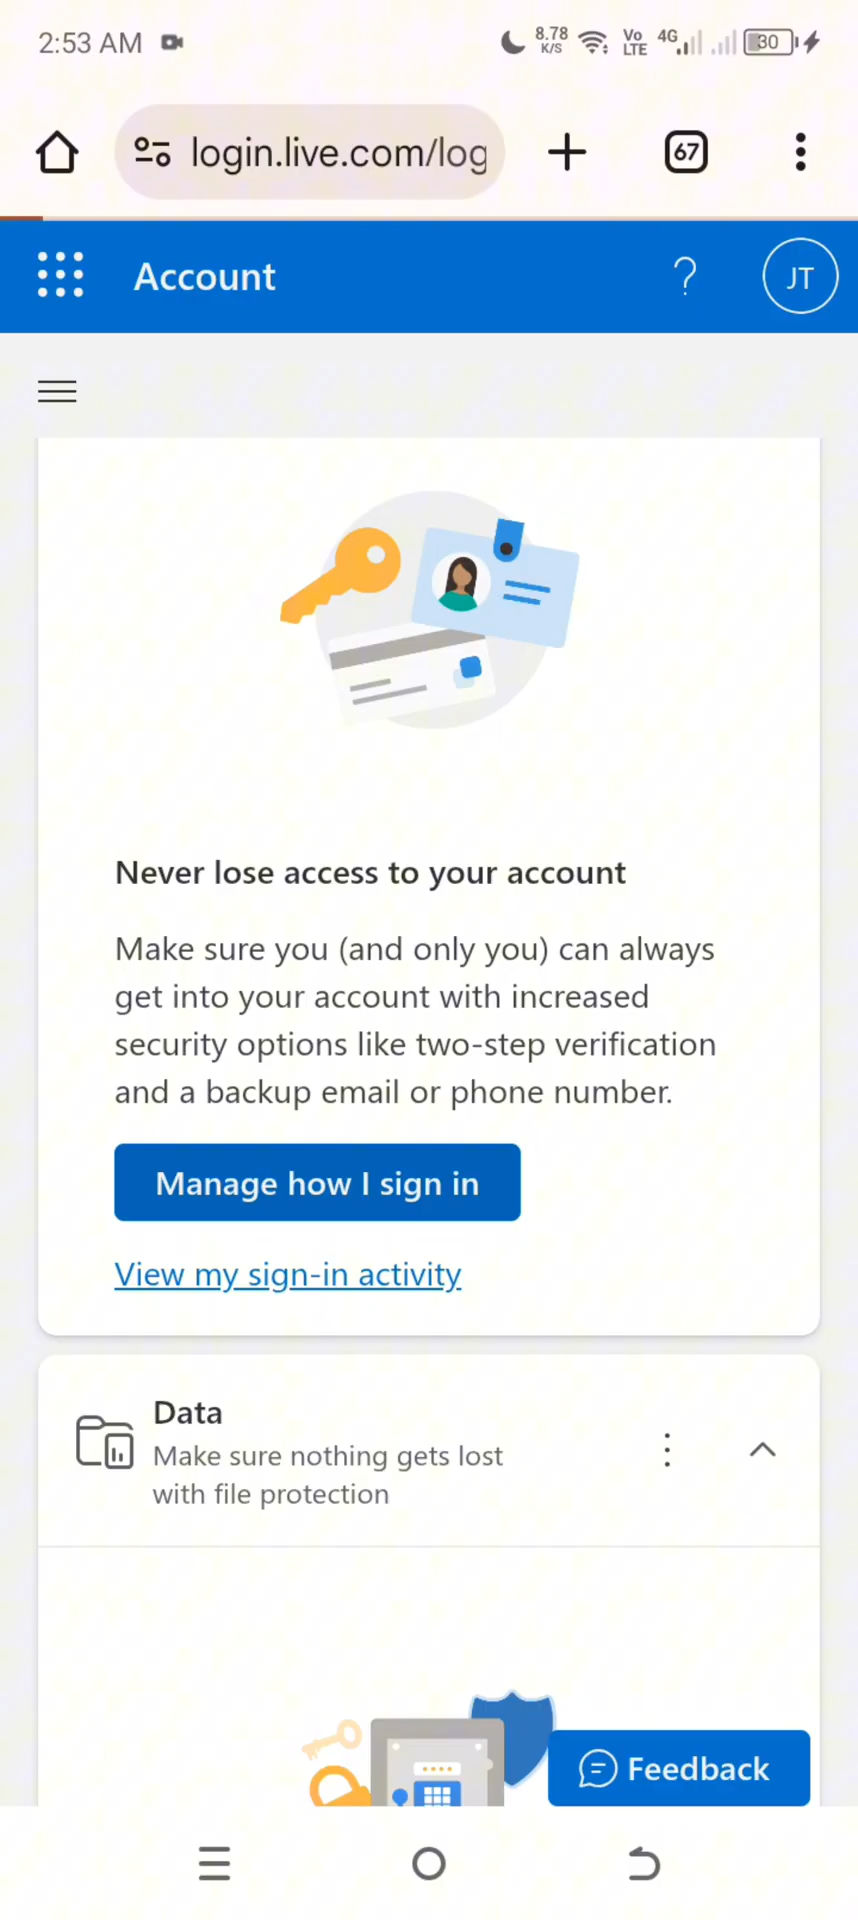 2:53 AM 8.78 K/S Vo LTE 4G 30
login.live.com/log 67
Account ? JT
Never lose access to your account
Make sure you (and only you) can always
get into your account with increased
security options like two-step verification
and a backup email or phone number.
Manage how I sign in
View my sign-in activity
Data
Make sure nothing gets lost
with file protection
Feedback